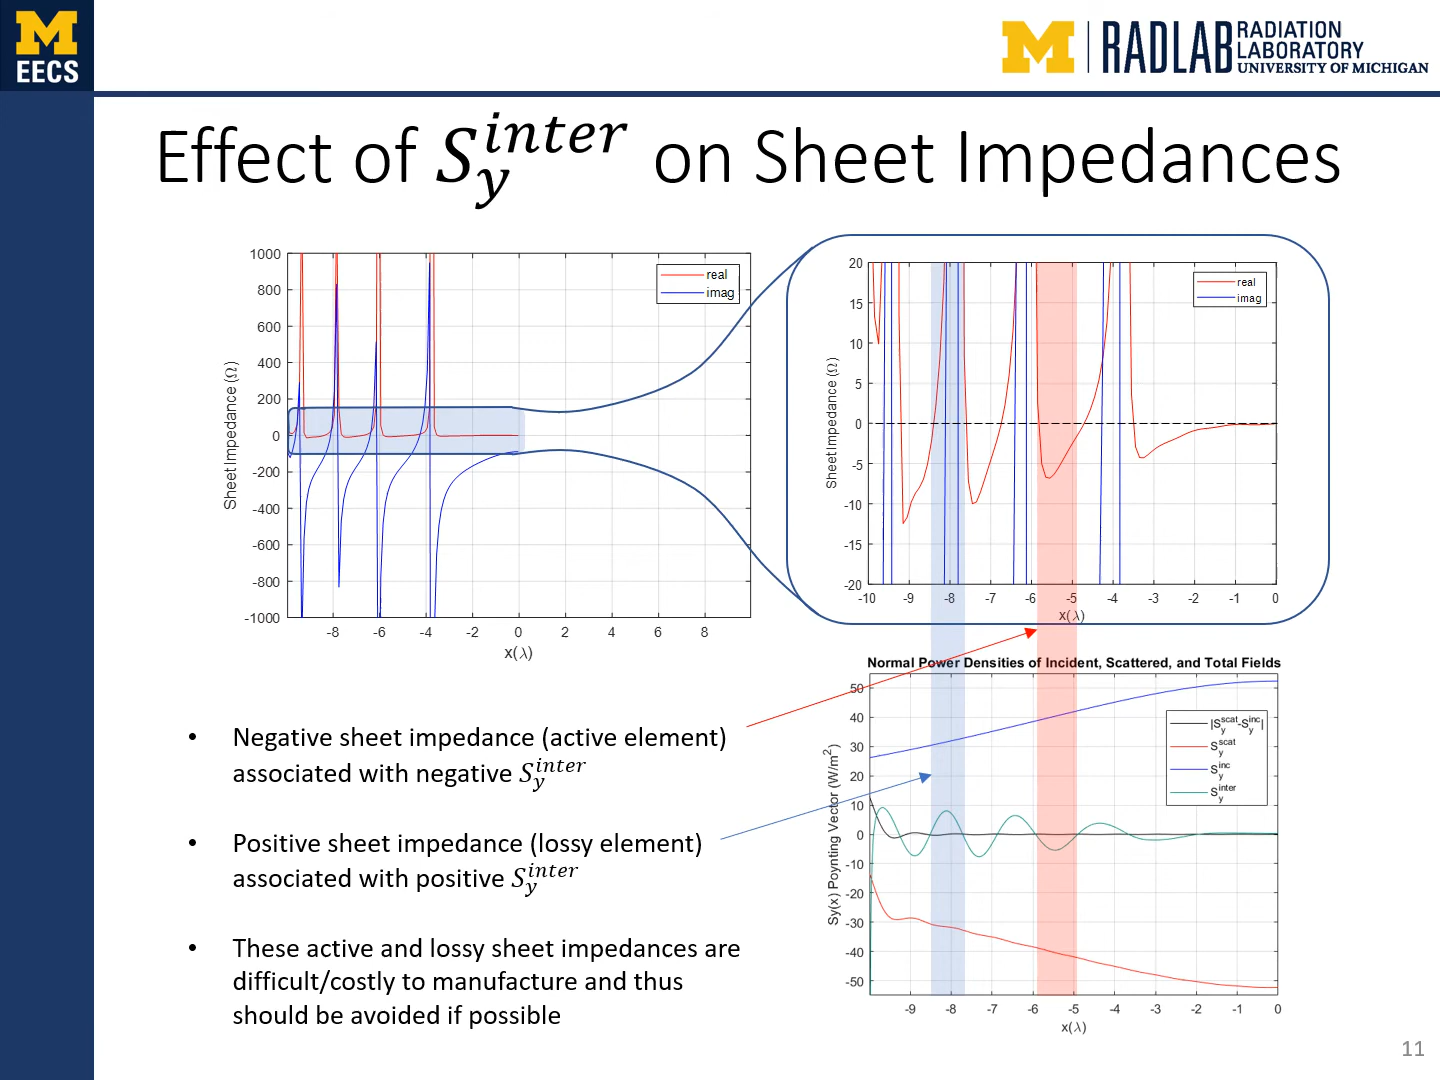 M
EECS
M RADLAB RADIATION
LABORATORY
UNIVERSITY OF MICHIGAN
Effect of S_y^{inter} on Sheet Impedances
1000
800
600
400
200
0
-200
-400
-600
-800
-1000
Sheet Impedance (Ω)
real
imag
-8 -6 -4 -2 0 2 4 6 8
x(λ)
20
15
10
5
0
-5
-10
-15
-20
Sheet Impedance (Ω)
real
imag
-10 -9 -8 -7 -6 -5 -4 -3 -2 -1 0
x(λ)
Normal Power Densities of Incident, Scattered, and Total Fields
50
40
30
20
10
0
-10
-20
-30
-40
-50
Sy(x) Poynting Vector (W/m²)
|S_y^{scat}-S_y^{inc}|
S_y^{scat}
S_y^{inc}
S_y^{inter}
-9 -8 -7 -6 -5 -4 -3 -2 -1 0
x(λ)
• Negative sheet impedance (active element)
associated with negative S_y^{inter}
• Positive sheet impedance (lossy element)
associated with positive S_y^{inter}
• These active and lossy sheet impedances are
difficult/costly to manufacture and thus
should be avoided if possible
11